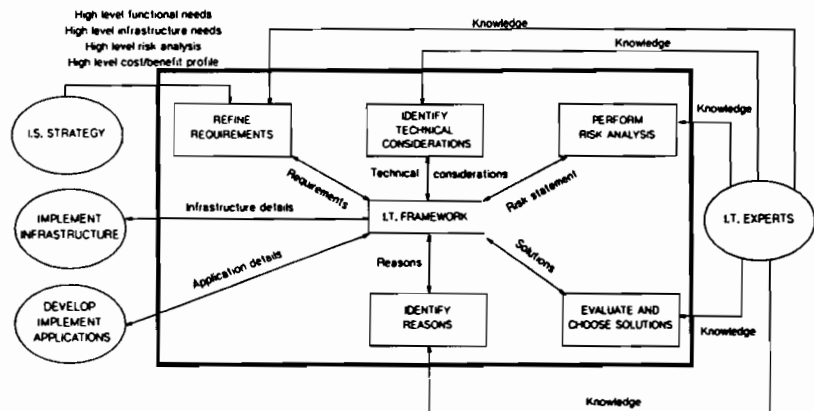 High level functional needs
High level infrastructure needs
High level risk analysis
High level cost/benefit profile
Knowledge
Knowledge
Knowledge
I.S. STRATEGY
REFINE
REQUIREMENTS
IDENTIFY
TECHNICAL
CONSIDERATIONS
PERFORM
RISK ANALYSIS
Requirements
Technical considerations
Risk statement
IMPLEMENT
INFRASTRUCTURE
Infrastructure details
I.T. FRAMEWORK
I.T. EXPERTS
Application details
Reasons
Solutions
DEVELOP
IMPLEMENT
APPLICATIONS
IDENTIFY
REASONS
EVALUATE AND
CHOOSE SOLUTIONS
Knowledge
Knowledge